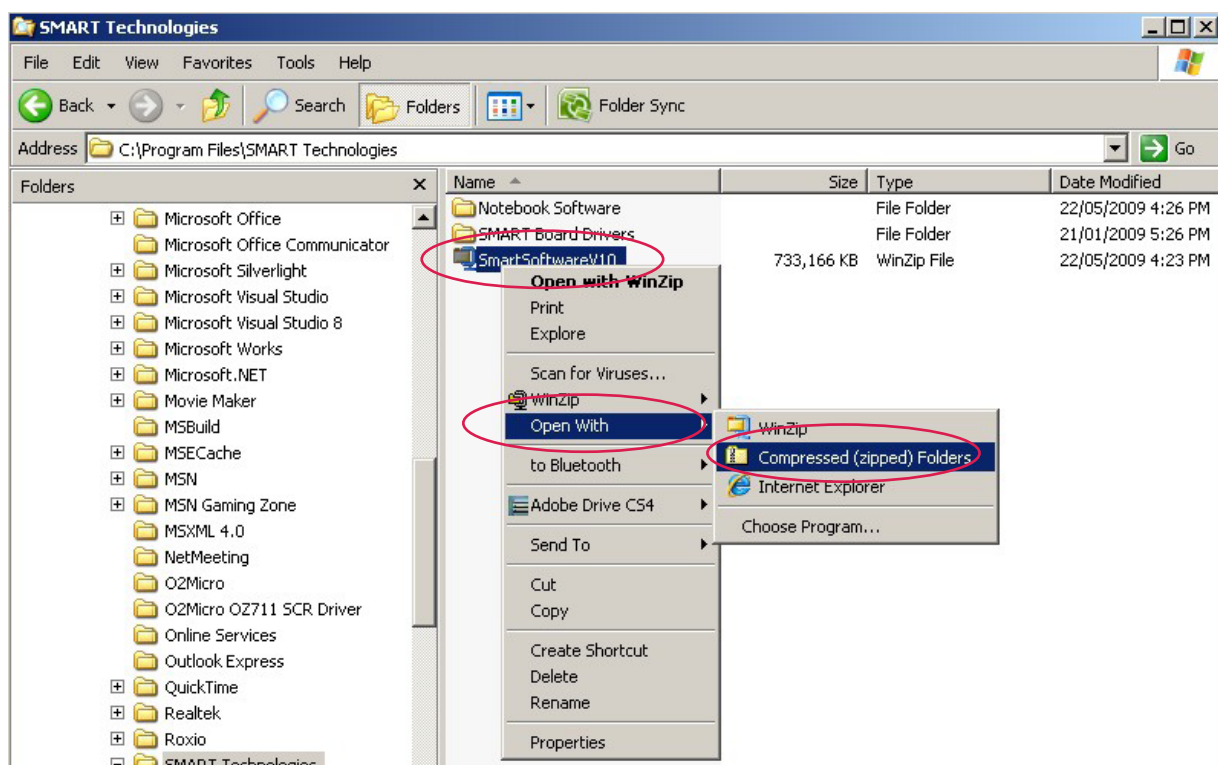 SMART Technologies
File Edit View Favorites Tools Help
Back Search Folders Folder Sync
Address C:\Program Files\SMART Technologies Go
Folders
Microsoft Office
Microsoft Office Communicator
Microsoft Silverlight
Microsoft Visual Studio
Microsoft Visual Studio 8
Microsoft Works
Microsoft.NET
Movie Maker
MSBuild
MSECache
MSN
MSN Gaming Zone
MSXML 4.0
NetMeeting
O2Micro
O2Micro OZ711 SCR Driver
Online Services
Outlook Express
QuickTime
Realtek
Roxio
SMART Technologies
Name Size Type Date Modified
Notebook Software File Folder 22/05/2009 4:26 PM
SMART Board Drivers File Folder 21/01/2009 5:26 PM
SmartSoftwareV10 733,166 KB WinZip File 22/05/2009 4:23 PM
Open with WinZip
Print
Explore
Scan for Viruses...
WinZip
Open With
to Bluetooth
Adobe Drive CS4
Send To
Cut
Copy
Create Shortcut
Delete
Rename
Properties
WinZip
Compressed (zipped) Folders
Internet Explorer
Choose Program...